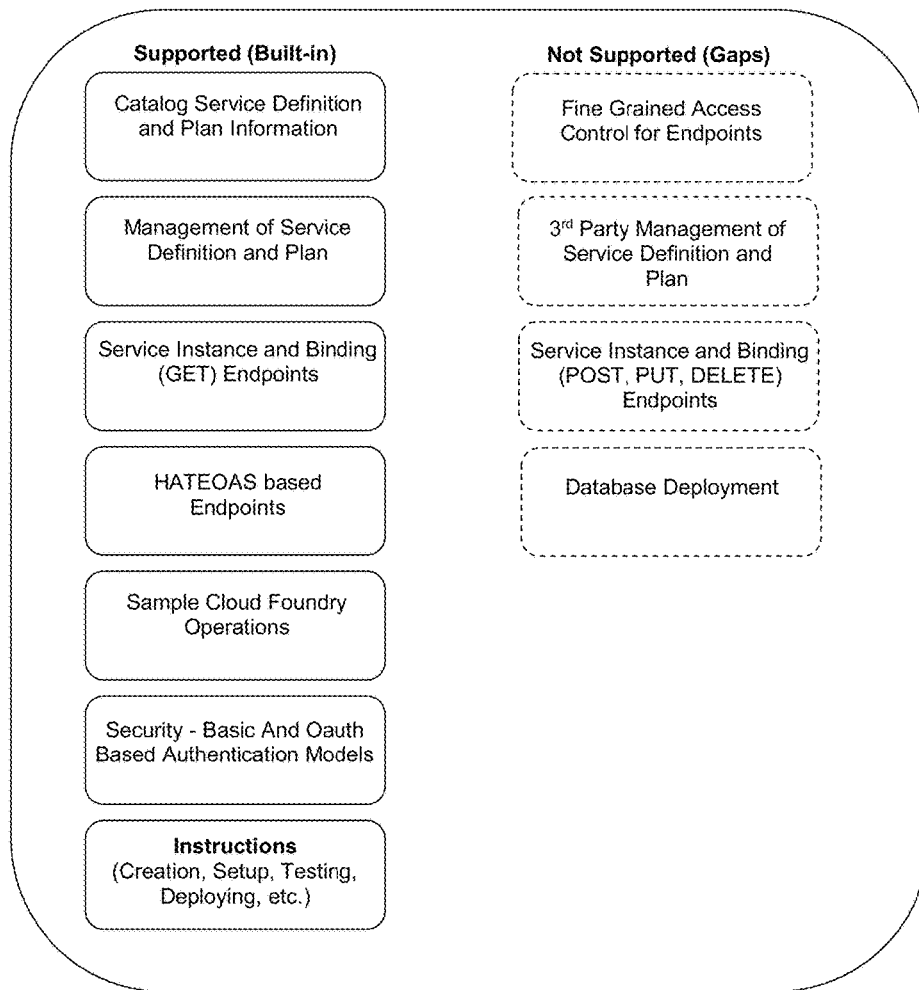 Supported (Built-in)
Catalog Service Definition
and Plan Information
Management of Service
Definition and Plan
Service Instance and Binding
(GET) Endpoints
HATEOAS based
Endpoints
Sample Cloud Foundry
Operations
Security - Basic And Oauth
Based Authentication Models
Instructions
(Creation, Setup, Testing,
Deploying, etc.)
Not Supported (Gaps)
Fine Grained Access
Control for Endpoints
3rd Party Management of
Service Definition and
Plan
Service Instance and Binding
(POST, PUT, DELETE)
Endpoints
Database Deployment